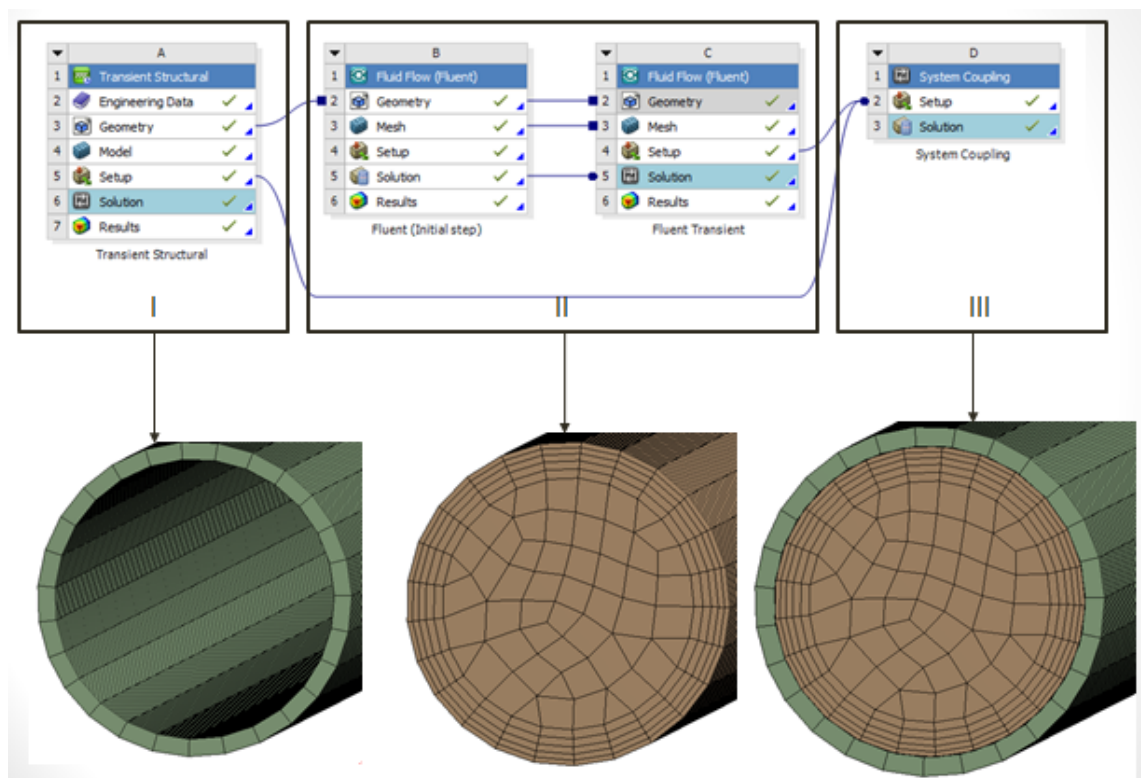 A
1 Transient Structural
2 Engineering Data
3 Geometry
4 Model
5 Setup
6 Solution
7 Results
Transient Structural
I
B
1 Fluid Flow (Fluent)
2 Geometry
3 Mesh
4 Setup
5 Solution
6 Results
Fluent (Initial step)
C
1 Fluid Flow (Fluent)
2 Geometry
3 Mesh
4 Setup
5 Solution
6 Results
Fluent Transient
II
D
1 System Coupling
2 Setup
3 Solution
System Coupling
III